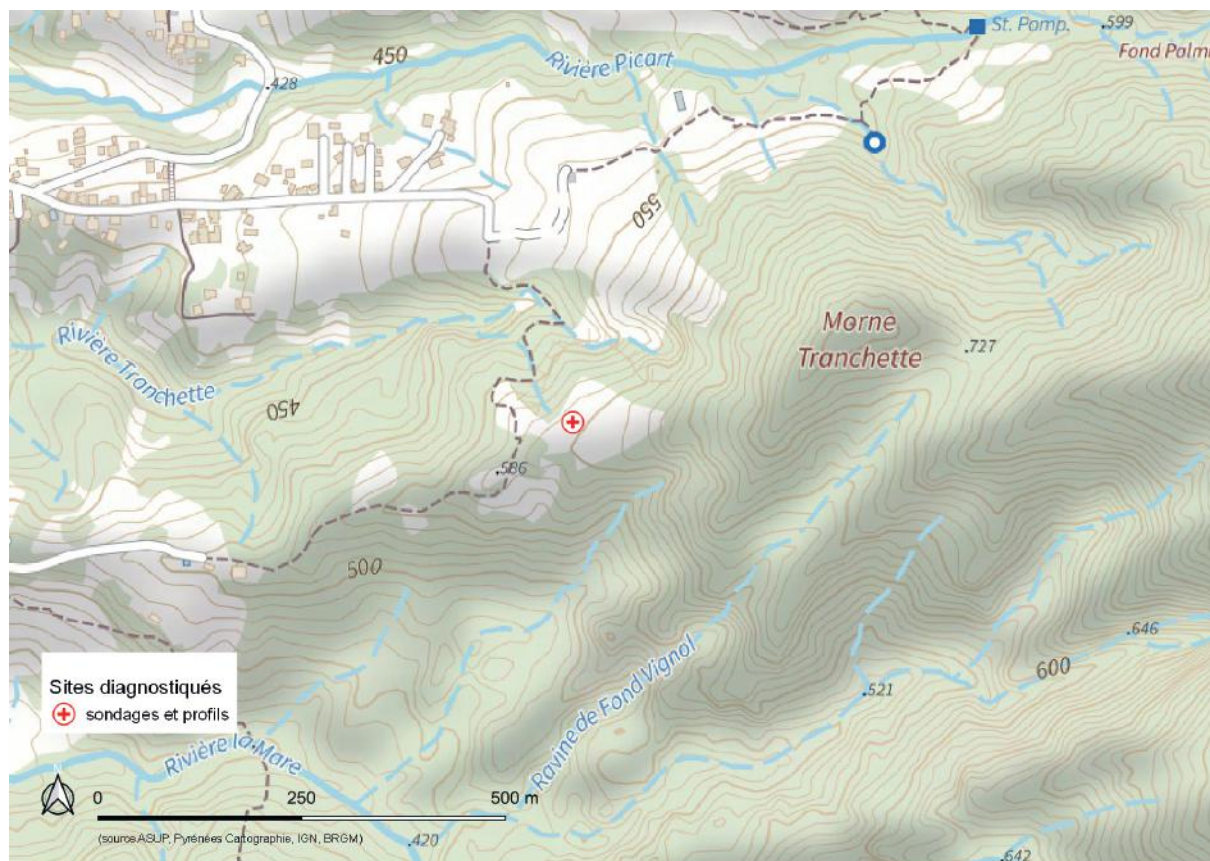 St. Pomp.
.599
Fond Palmi
450
Rivière Picart
.428
550
Morne
Tranchette
.727
Rivière Tranchette
450
.586
500
.646
600
.521
Ravine de Fond Vignol
Sites diagnostiqués
sondages et profils
Rivière la Mare
N
0 250 500 m
(source ASUP, Pyrénées Cartographie, IGN, BRGM)
.420
.642